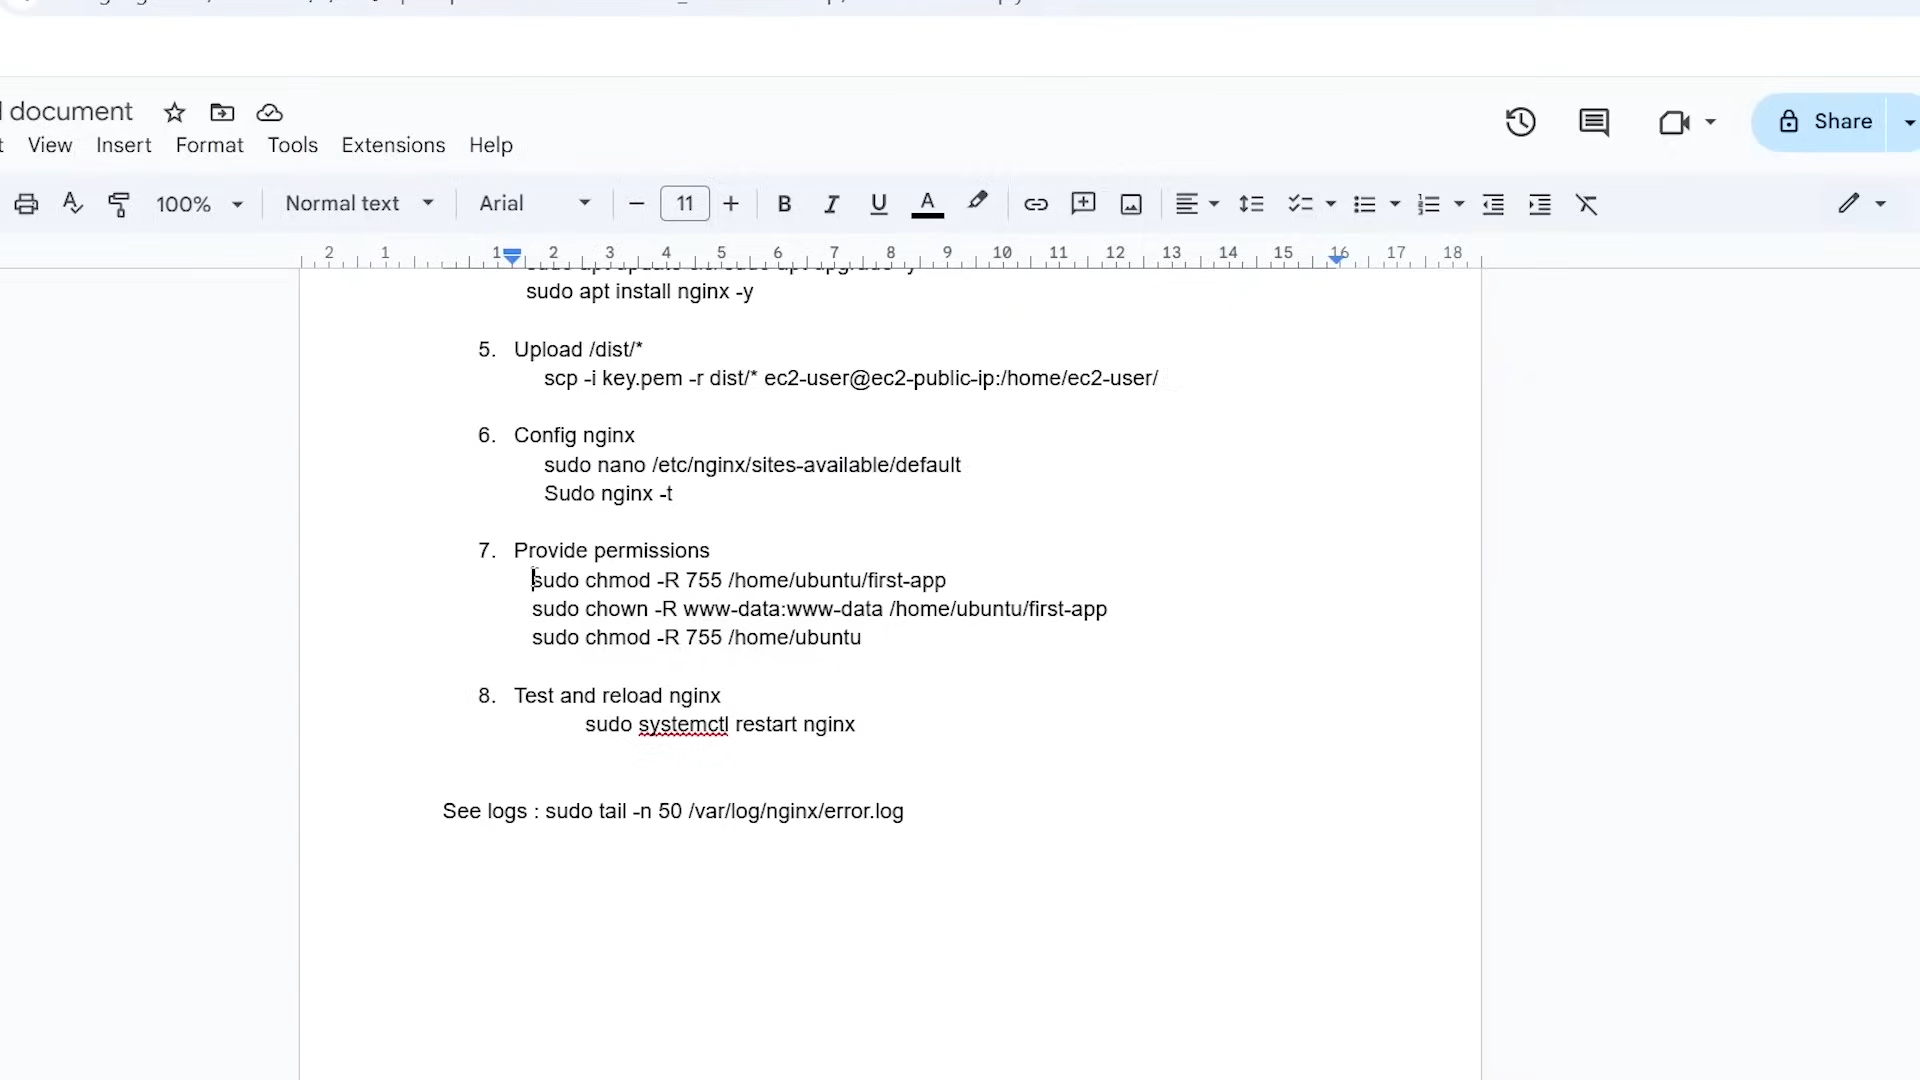 document
View Insert Format Tools Extensions Help
Share
100% Normal text Arial 11
2 1 1 2 3 4 5 6 7 8 9 10 11 12 13 14 15 16 17 18
sudo apt install nginx -y
5. Upload /dist/*
scp -i key.pem -r dist/* ec2-user@ec2-public-ip:/home/ec2-user/
6. Config nginx
sudo nano /etc/nginx/sites-available/default
Sudo nginx -t
7. Provide permissions
sudo chmod -R 755 /home/ubuntu/first-app
sudo chown -R www-data:www-data /home/ubuntu/first-app
sudo chmod -R 755 /home/ubuntu
8. Test and reload nginx
sudo systemctl restart nginx
See logs : sudo tail -n 50 /var/log/nginx/error.log